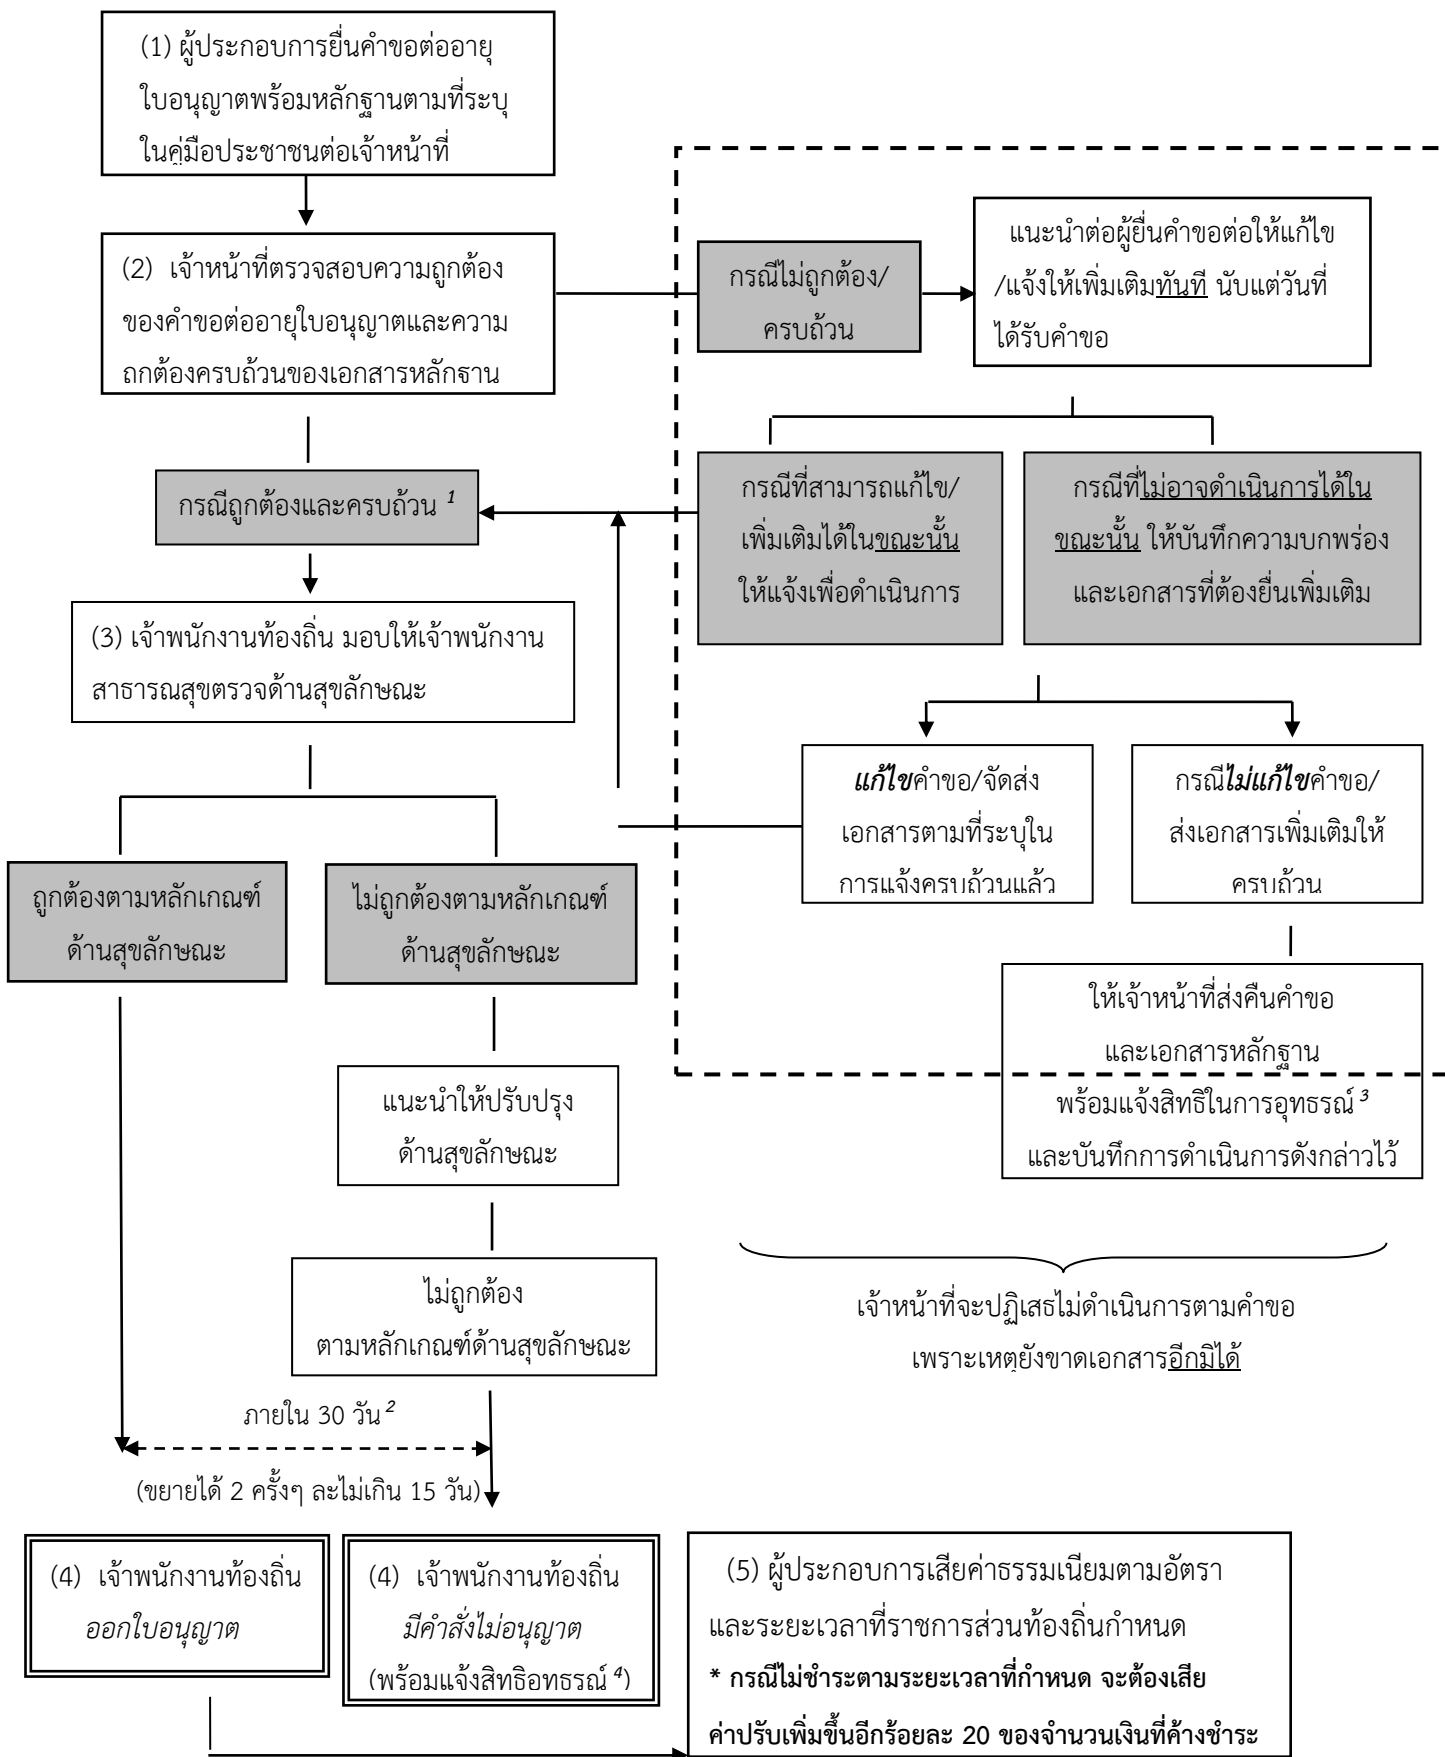 (1) ผู้ประกอบการยื่นคำขอต่ออายุ
ใบอนุญาตพร้อมหลักฐานตามที่ระบุ
ในคู่มือประชาชนต่อเจ้าหน้าที่
(2) เจ้าหน้าที่ตรวจสอบความถูกต้อง
ของคำขอต่ออายุใบอนุญาตและความ
ถูกต้องครบถ้วนของเอกสารหลักฐาน
กรณีไม่ถูกต้อง/
ครบถ้วน
แนะนำต่อผู้ยื่นคำขอต่อให้แก้ไข
/แจ้งให้เพิ่มเติมทันที นับแต่วันที่
ได้รับคำขอ
กรณีถูกต้องและครบถ้วน ¹
กรณีที่สามารถแก้ไข/
เพิ่มเติมได้ในขณะนั้น
ให้แจ้งเพื่อดำเนินการ
กรณีที่ไม่อาจดำเนินการได้ใน
ขณะนั้น ให้บันทึกความบกพร่อง
และเอกสารที่ต้องยื่นเพิ่มเติม
(3) เจ้าพนักงานท้องถิ่น มอบให้เจ้าพนักงาน
สาธารณสุขตรวจด้านสุขลักษณะ
แก้ไขคำขอ/จัดส่ง
เอกสารตามที่ระบุใน
การแจ้งครบถ้วนแล้ว
กรณีไม่แก้ไขคำขอ/
ส่งเอกสารเพิ่มเติมให้
ครบถ้วน
ถูกต้องตามหลักเกณฑ์
ด้านสุขลักษณะ
ไม่ถูกต้องตามหลักเกณฑ์
ด้านสุขลักษณะ
ให้เจ้าหน้าที่ส่งคืนคำขอ
และเอกสารหลักฐาน
พร้อมแจ้งสิทธิในการอุทธรณ์ ³
และบันทึกการดำเนินการดังกล่าวไว้
แนะนำให้ปรับปรุง
ด้านสุขลักษณะ
ไม่ถูกต้อง
ตามหลักเกณฑ์ด้านสุขลักษณะ
เจ้าหน้าที่จะปฏิเสธไม่ดำเนินการตามคำขอ
เพราะเหตุยังขาดเอกสารอีกมิได้
ภายใน 30 วัน ²
(ขยายได้ 2 ครั้งๆ ละไม่เกิน 15 วัน)
(4) เจ้าพนักงานท้องถิ่น
ออกใบอนุญาต
(4) เจ้าพนักงานท้องถิ่น
มีคำสั่งไม่อนุญาต
(พร้อมแจ้งสิทธิอุทธรณ์ ⁴)
(5) ผู้ประกอบการเสียค่าธรรมเนียมตามอัตรา
และระยะเวลาที่ราชการส่วนท้องถิ่นกำหนด
* กรณีไม่ชำระตามระยะเวลาที่กำหนด จะต้องเสีย
ค่าปรับเพิ่มขึ้นอีกร้อยละ 20 ของจำนวนเงินที่ค้างชำระ